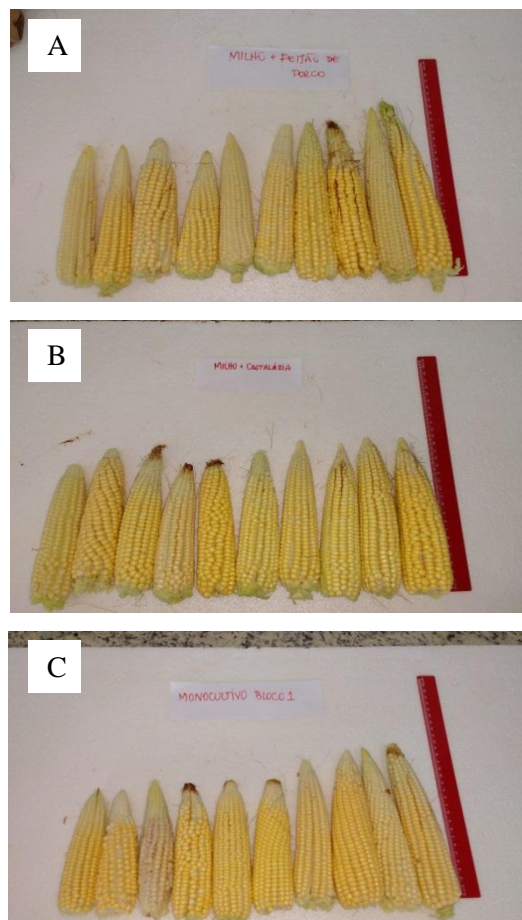 A
MILHO + FEIJÃO DE
PORCO
B
MILHO + CROTALÁRIA
C
MONOCULTIVO BLOCO 1